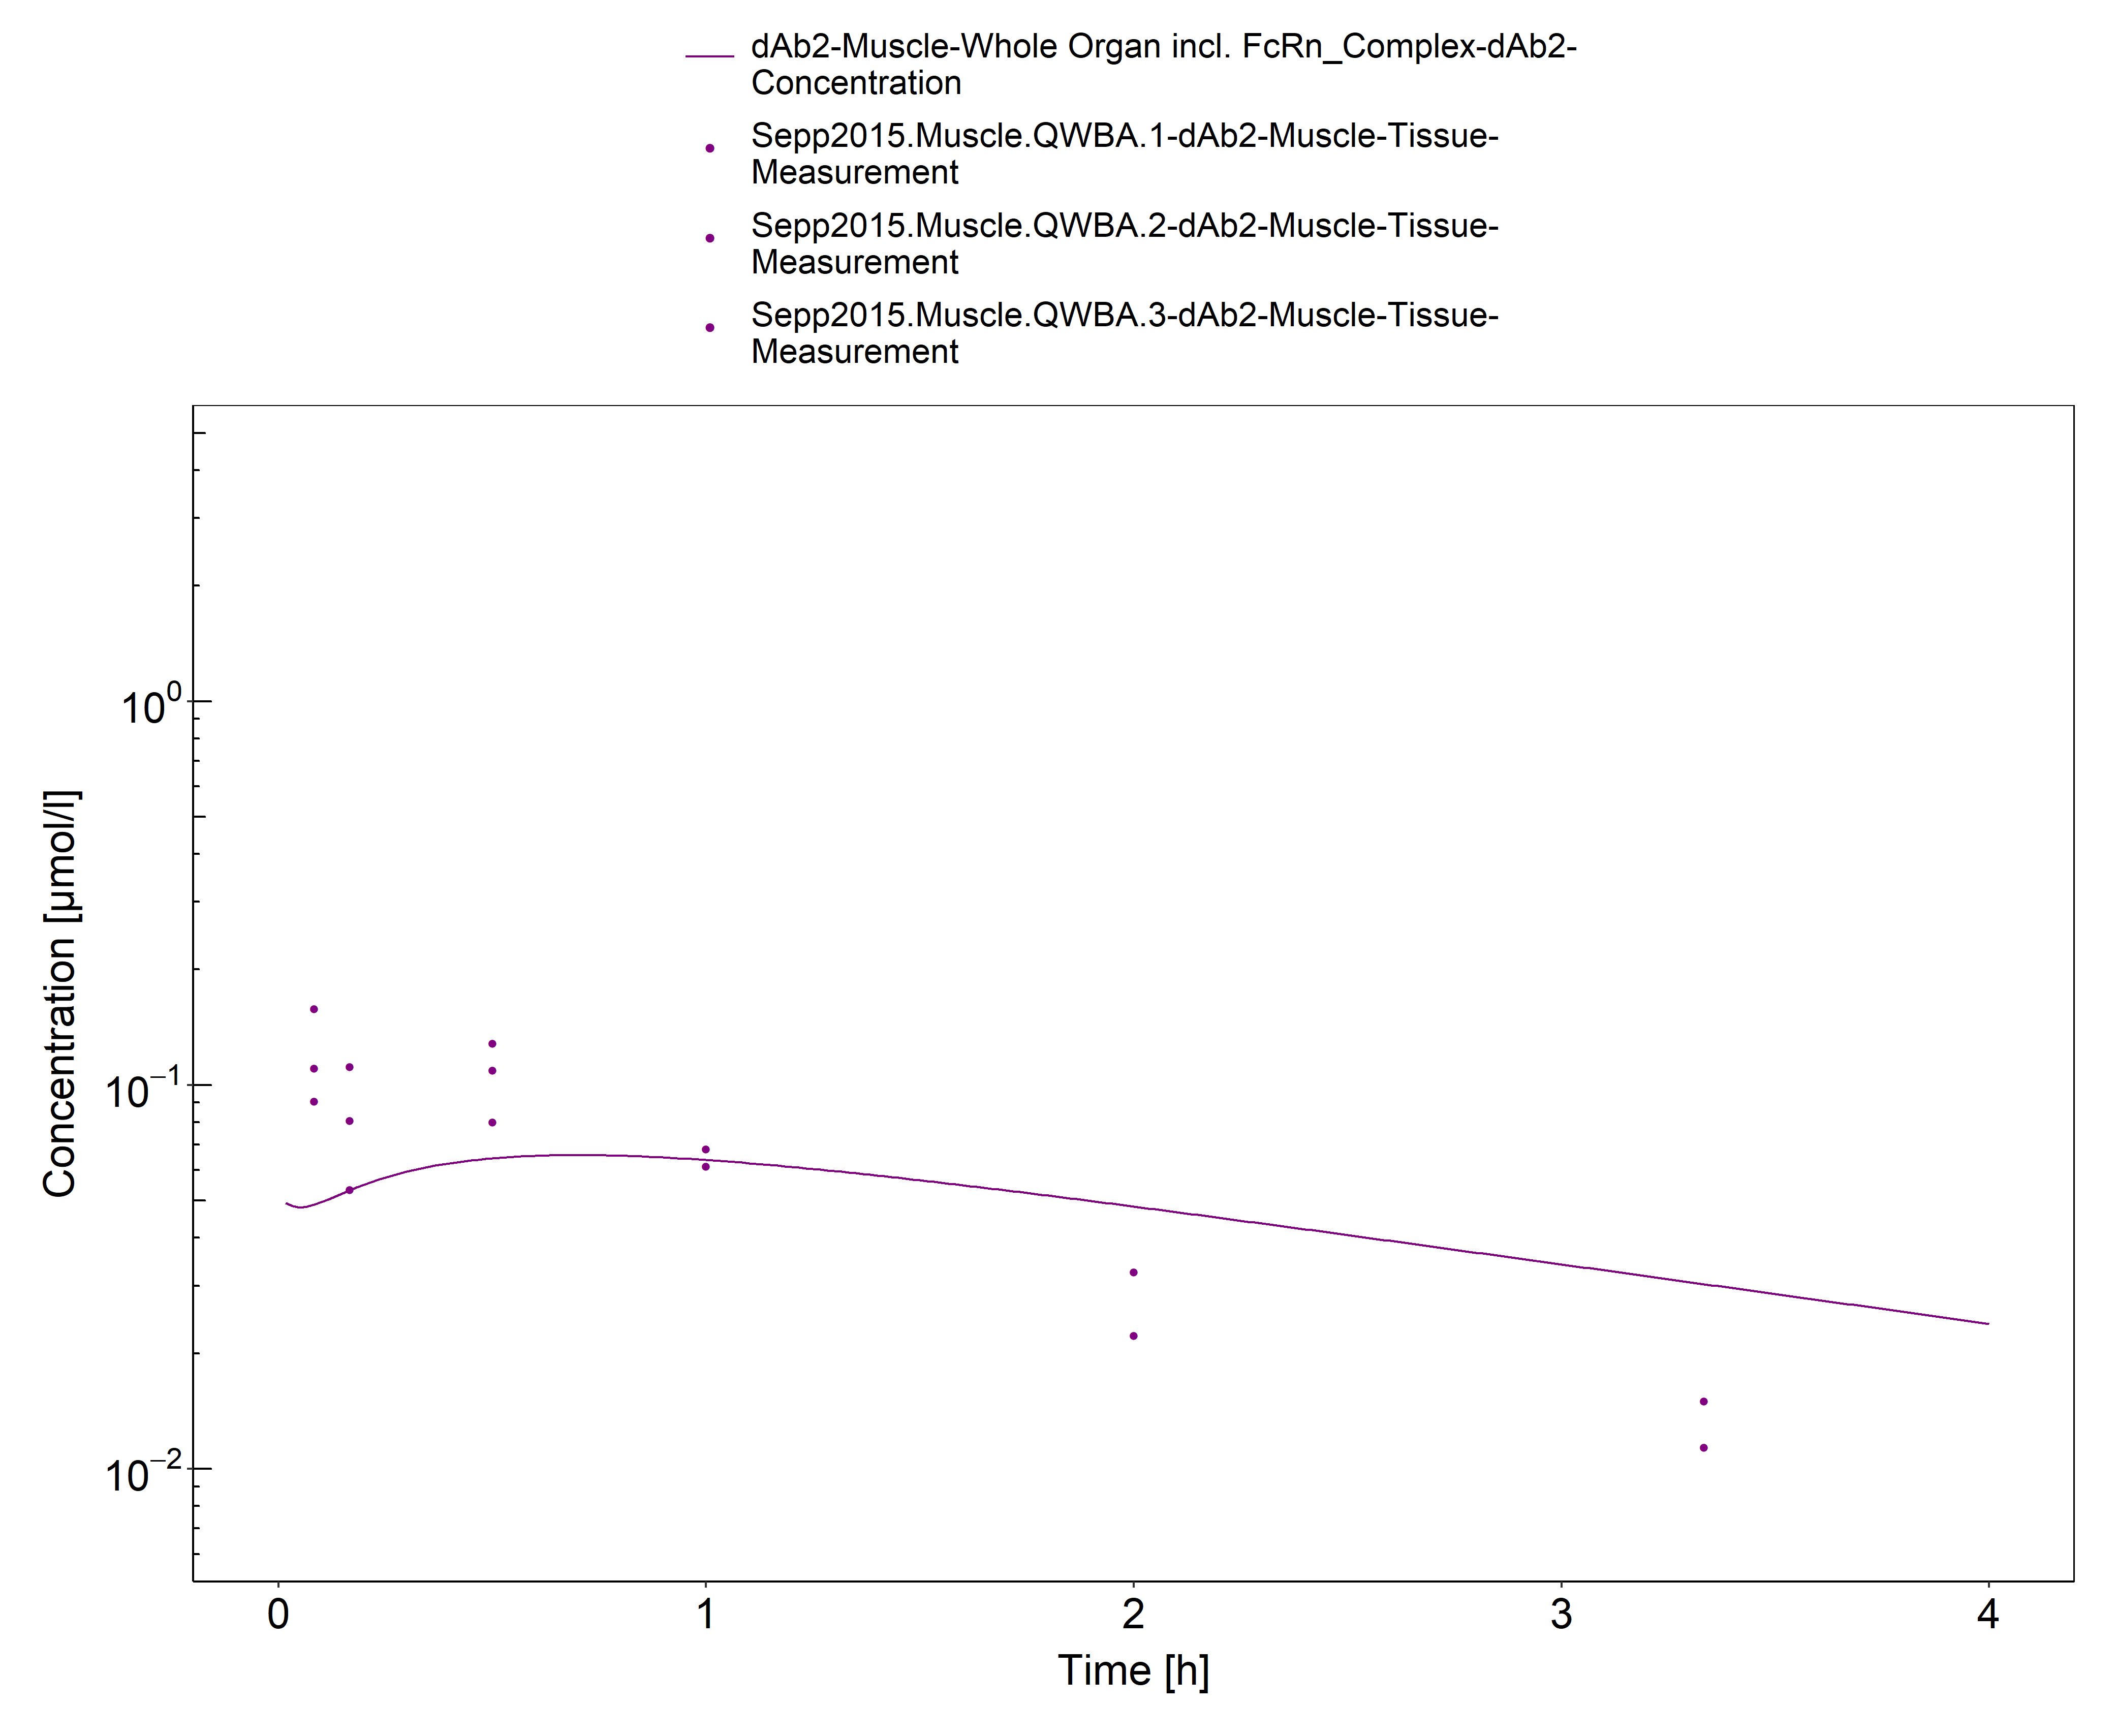 dAb2-Muscle-Whole Organ incl. FcRn_Complex-dAb2-
Concentration
Sepp2015.Muscle.QWBA.1-dAb2-Muscle-Tissue-
Measurement
Sepp2015.Muscle.QWBA.2-dAb2-Muscle-Tissue-
Measurement
Sepp2015.Muscle.QWBA.3-dAb2-Muscle-Tissue-
Measurement
10⁰
10⁻¹
10⁻²
Concentration [µmol/l]
0 1 2 3 4
Time [h]